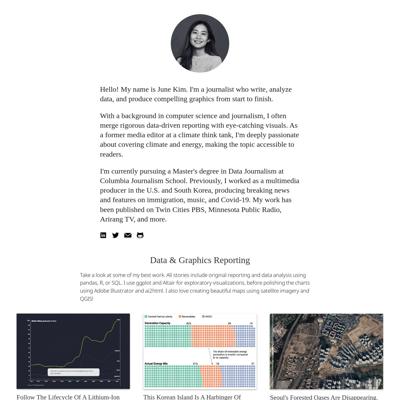 Hello! My name is June Kim. I'm a journalist who write, analyze
data, and produce compelling graphics from start to finish.
With a background in computer science and journalism, I often
merge rigorous data-driven reporting with eye-catching visuals. As
a former media editor at a climate think tank, I'm deeply passionate
about covering climate and energy, making the topic accessible to
readers.
I'm currently pursuing a Master's degree in Data Journalism at
Columbia Journalism School. Previously, I worked as a multimedia
producer in the U.S. and South Korea, producing breaking news
and features on immigration, music, and Covid-19. My work has
been published on Twin Cities PBS, Minnesota Public Radio,
Arirang TV, and more.
Data & Graphics Reporting
Take a look at some of my best work. All stories include original reporting and data analysis using
pandas, R, or SQL. I use ggplot and Altair for exploratory visualizations, before polishing the charts
using Adobe Illustrator and ai2html. I also love creating beautiful maps using satellite imagery and
QGIS!
Generation Capacity
Actual Energy Mix
Follow The Lifecycle Of A Lithium-Ion
This Korean Island Is A Harbinger Of
Seoul's Forested Oases Are Disappearing.